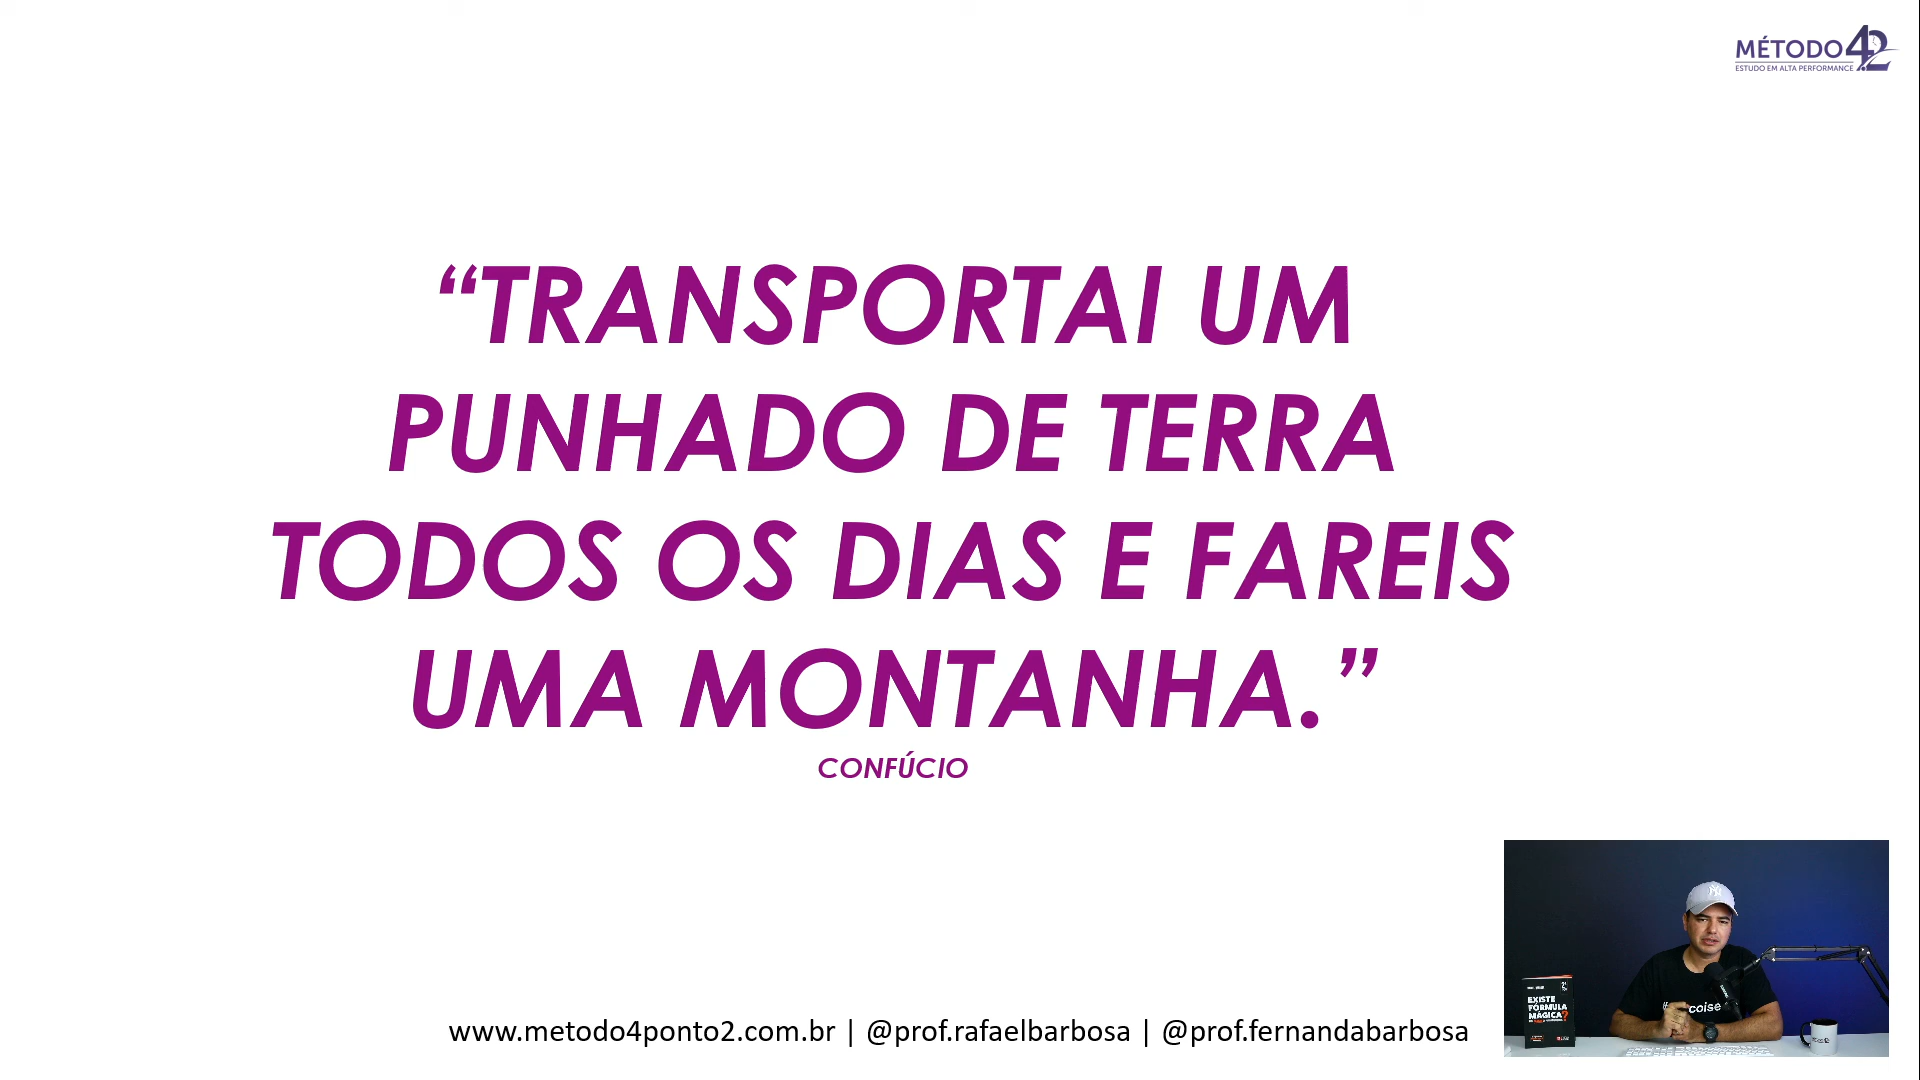 MÉTODO 4.2
ESTUDO EM ALTA PERFORMANCE
“TRANSPORTAI UM
PUNHADO DE TERRA
TODOS OS DIAS E FAREIS
UMA MONTANHA.”
CONFÚCIO
EXISTE
FÓRMULA
MÁGICA?
www.metodo4ponto2.com.br | @prof.rafaelbarbosa | @prof.fernandabarbosa